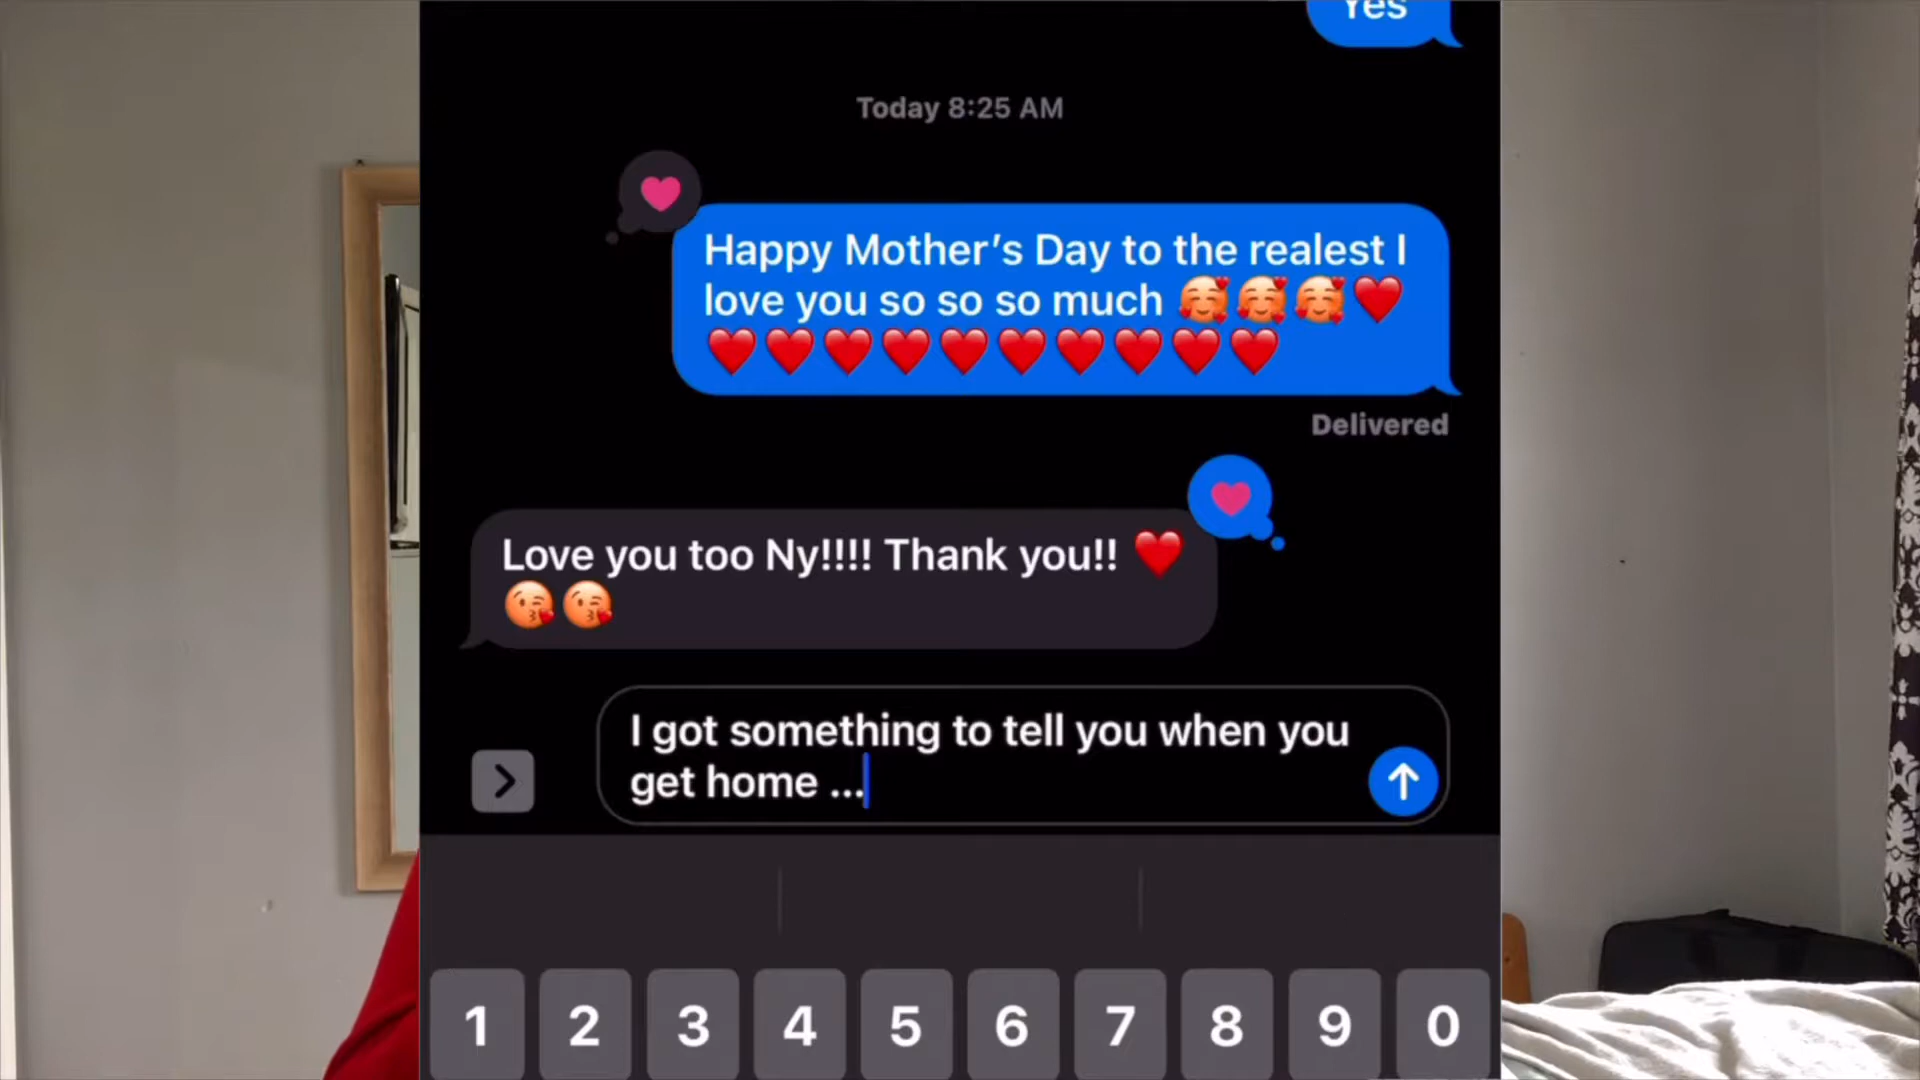 Yes
Today 8:25 AM
Happy Mother’s Day to the realest I
love you so so so much 🥰🥰🥰❤️
❤️❤️❤️❤️❤️❤️❤️❤️❤️❤️
Delivered
Love you too Ny!!!! Thank you!! ❤️
😘😘
I got something to tell you when you
get home ...
1 2 3 4 5 6 7 8 9 0